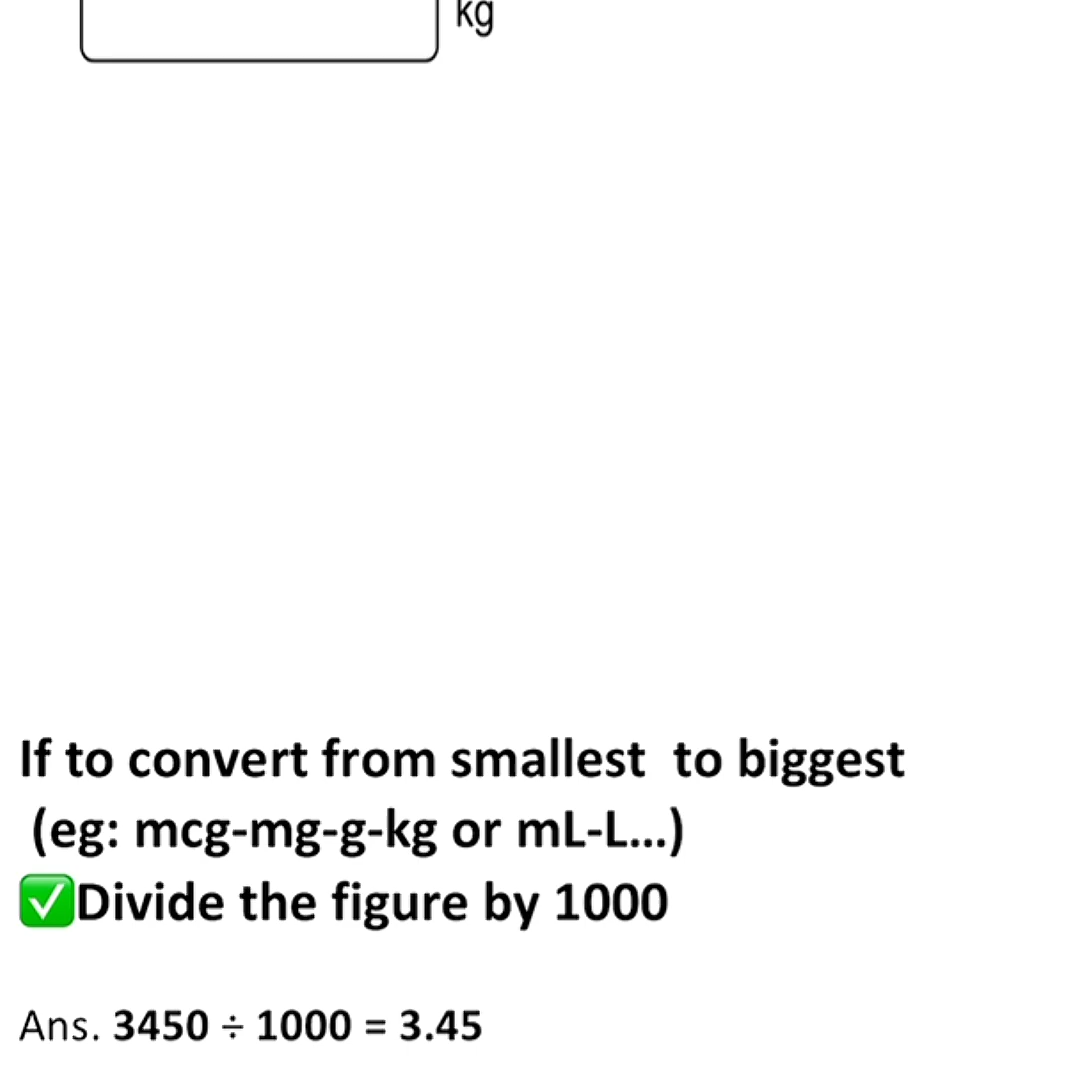 kg
If to convert from smallest to biggest
(eg: mcg-mg-g-kg or mL-L...)
✅Divide the figure by 1000
Ans. 3450 ÷ 1000 = 3.45